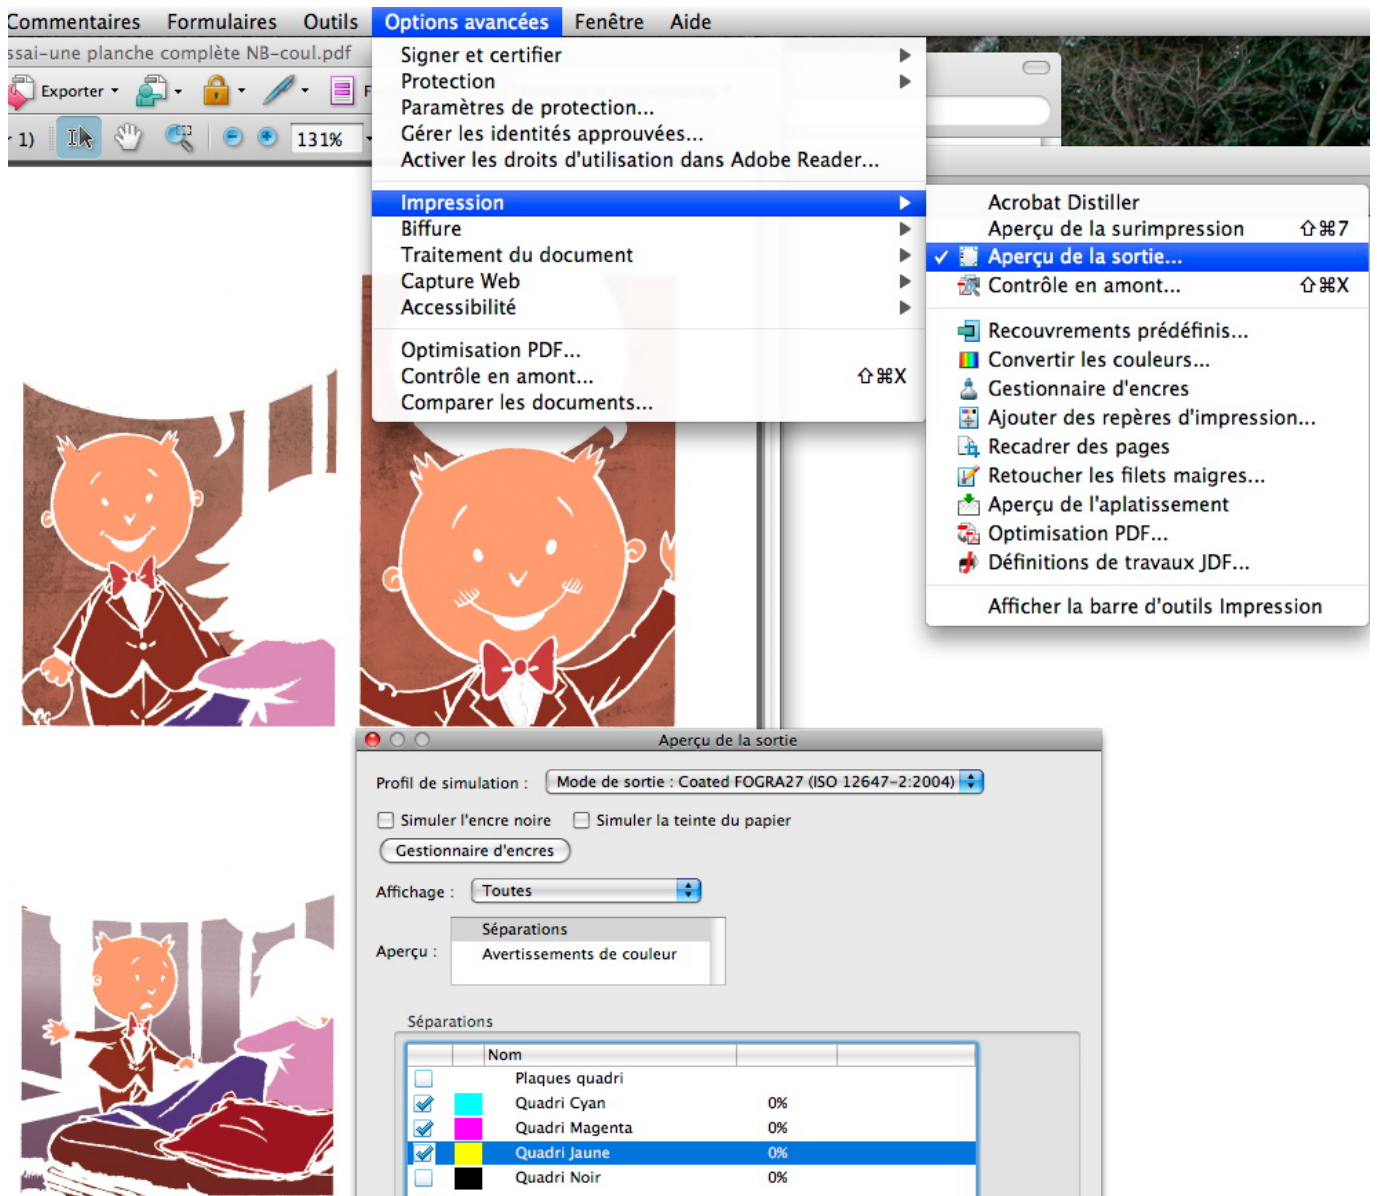 Commentaires Formulaires Outils Options avancées Fenêtre Aide
ssai-une planche complète NB-coul.pdf
Exporter
1) 131%
Signer et certifier
Protection
Paramètres de protection...
Gérer les identités approuvées...
Activer les droits d'utilisation dans Adobe Reader...
Impression
Biffure
Traitement du document
Capture Web
Accessibilité
Optimisation PDF...
Contrôle en amont... ⇧⌘X
Comparer les documents...
Acrobat Distiller
Aperçu de la surimpression ⇧⌘7
✓ Aperçu de la sortie...
Contrôle en amont... ⇧⌘X
Recouvrements prédéfinis...
Convertir les couleurs...
Gestionnaire d'encres
Ajouter des repères d'impression...
Recadrer des pages
Retoucher les filets maigres...
Aperçu de l'aplatissement
Optimisation PDF...
Définitions de travaux JDF...
Afficher la barre d'outils Impression
Aperçu de la sortie
Profil de simulation : Mode de sortie : Coated FOGRA27 (ISO 12647-2:2004)
Simuler l'encre noire Simuler la teinte du papier
Gestionnaire d'encres
Affichage : Toutes
Aperçu : Séparations
Avertissements de couleur
Séparations
Nom
Plaques quadri
Quadri Cyan 0%
Quadri Magenta 0%
Quadri Jaune 0%
Quadri Noir 0%